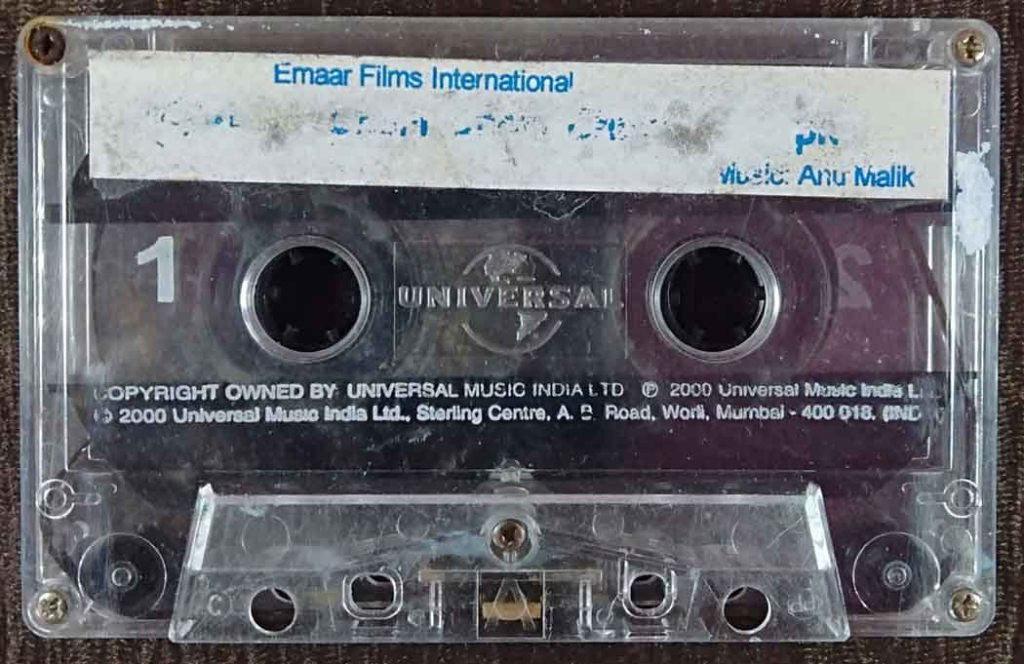 Emaar Films International
Music: Anu Malik
1
UNIVERSAL
2
COPYRIGHT OWNED BY: UNIVERSAL MUSIC INDIA LTD ℗ 2000 Universal Music India
© 2000 Universal Music India Ltd., Sterling Centre, A. B. Road, Worli, Mumbai - 400 018.
A